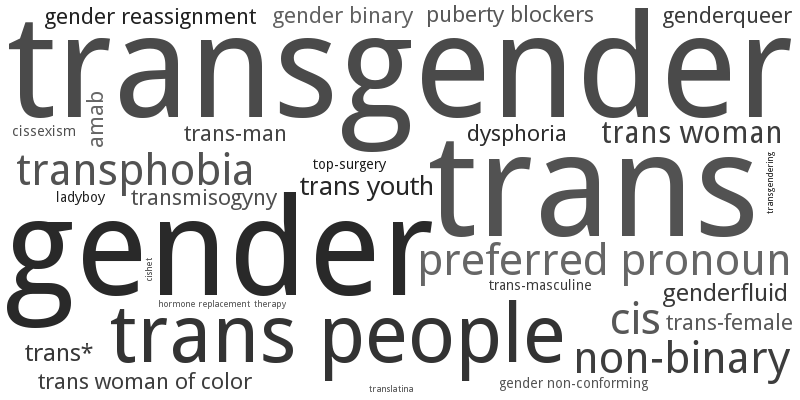 gender reassignment
gender binary
puberty blockers
genderqueer
transgender
amab
cissexism
trans-man
dysphoria
trans woman
transphobia
top-surgery
trans
transgendering
ladyboy
transmisogyny
trans youth
gender
cishet
preferred pronoun
trans-masculine
genderfluid
hormone replacement therapy
trans people
cis
trans-female
trans*
non-binary
trans woman of color
translatina
gender non-conforming